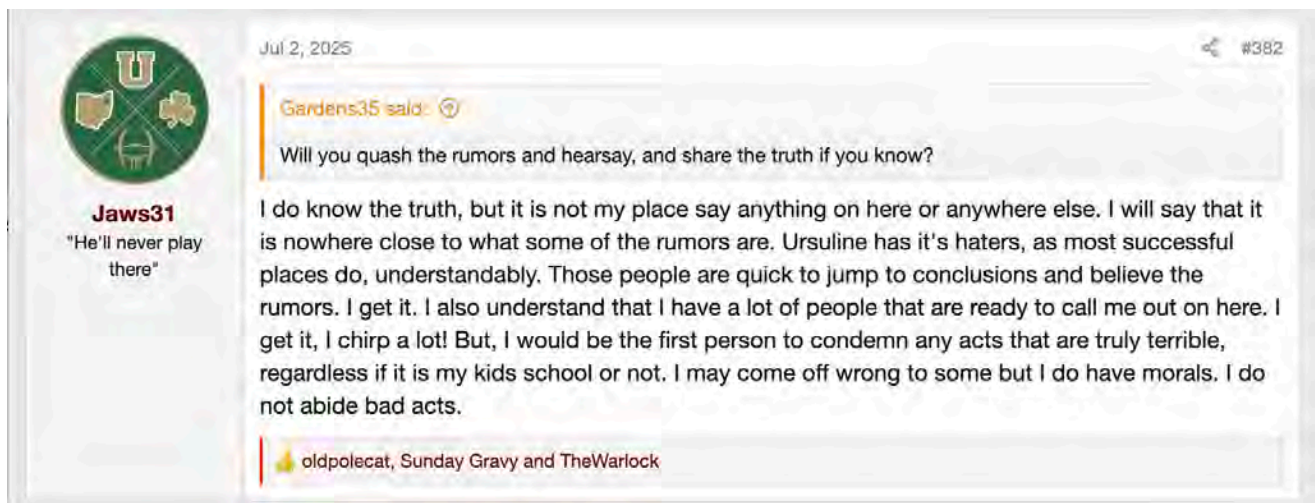 Jul 2, 2025
#382
U
Gardens35 said:
Will you quash the rumors and hearsay, and share the truth if you know?
Jaws31
"He'll never play
there"
I do know the truth, but it is not my place say anything on here or anywhere else. I will say that it
is nowhere close to what some of the rumors are. Ursuline has it's haters, as most successful
places do, understandably. Those people are quick to jump to conclusions and believe the
rumors. I get it. I also understand that I have a lot of people that are ready to call me out on here. I
get it, I chirp a lot! But, I would be the first person to condemn any acts that are truly terrible,
regardless if it is my kids school or not. I may come off wrong to some but I do have morals. I do
not abide bad acts.
oldpolecat, Sunday Gravy and TheWarlock